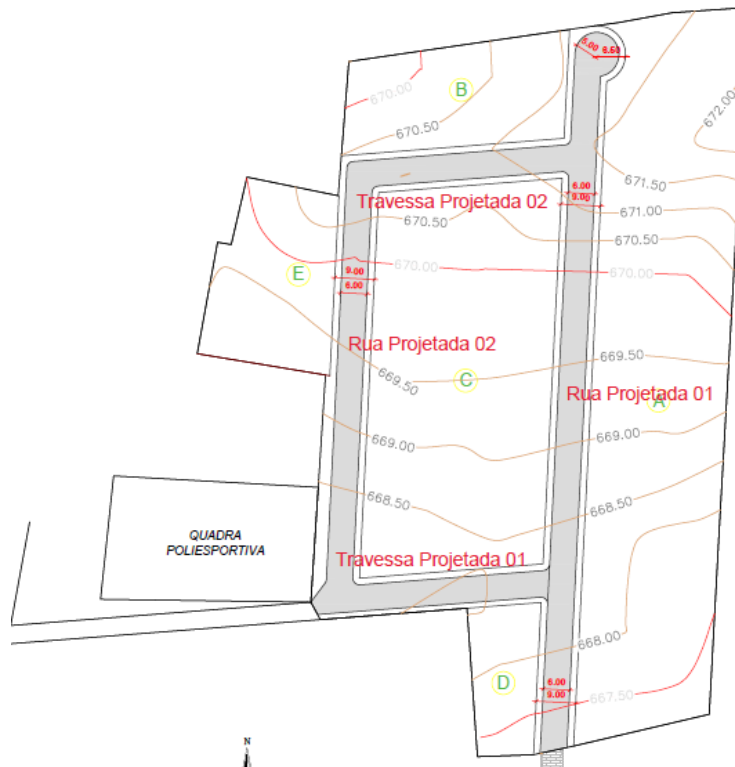 5.00
6.50
672.00
670.00
B
670.50
671.50
6.00
9.00
Travessa Projetada 02
671.00
670.50
670.50
E
9.00
6.00
670.00
670.00
Rua Projetada 02
669.50
C
669.50
Rua Projetada 01
A
669.00
669.00
668.50
668.50
QUADRA
POLIESPORTIVA
Travessa Projetada 01
668.00
D
6.00
9.00
667.50
N